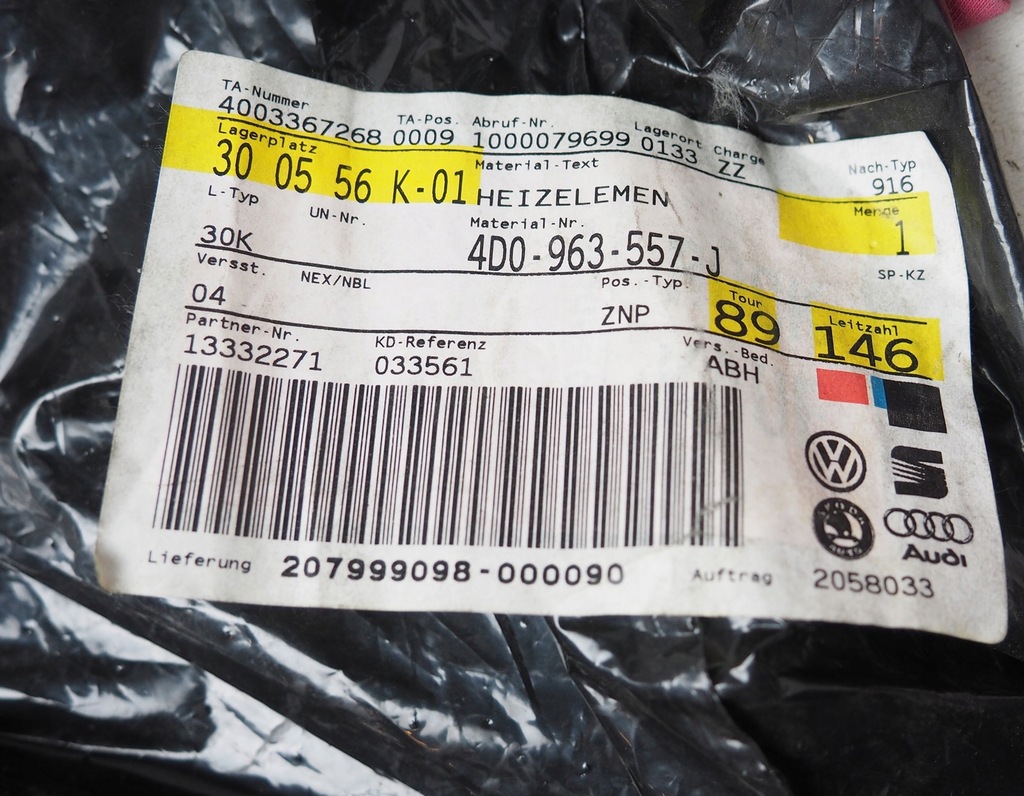 TA-Nummer TA-Pos. Abruf-Nr. Lagerort Charge Nach-Typ
4003367268 0009 1000079699 0133 ZZ 916
Lagerplatz Material-Text Menge
30 05 56 K-01 HEIZELEMEN 1
L-Typ UN-Nr. Material-Nr. SP-KZ
30K 4D0-963-557-J
Versst. NEX/NBL Pos.-Typ. Tour Leitzahl
04 ZNP 89 146
Partner-Nr. KD-Referenz Vers.-Bed.
13332271 033561 ABH
SKODA
AUTO
Audi
Lieferung 207999098-000090 Auftrag 2058033